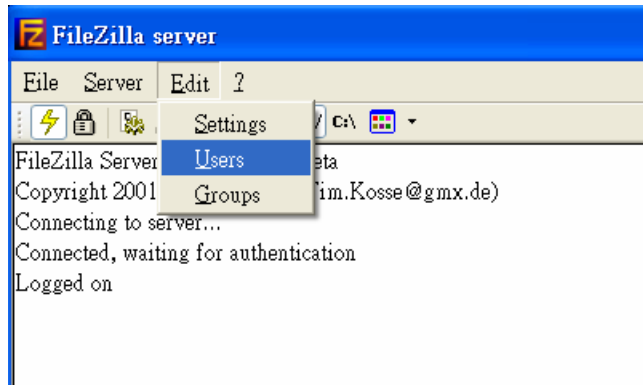 FileZilla server
File Server Edit ?
Settings
C:\
Users
Groups
FileZilla Server eta
Copyright 2001 im.Kosse@gmx.de)
Connecting to server...
Connected, waiting for authentication
Logged on